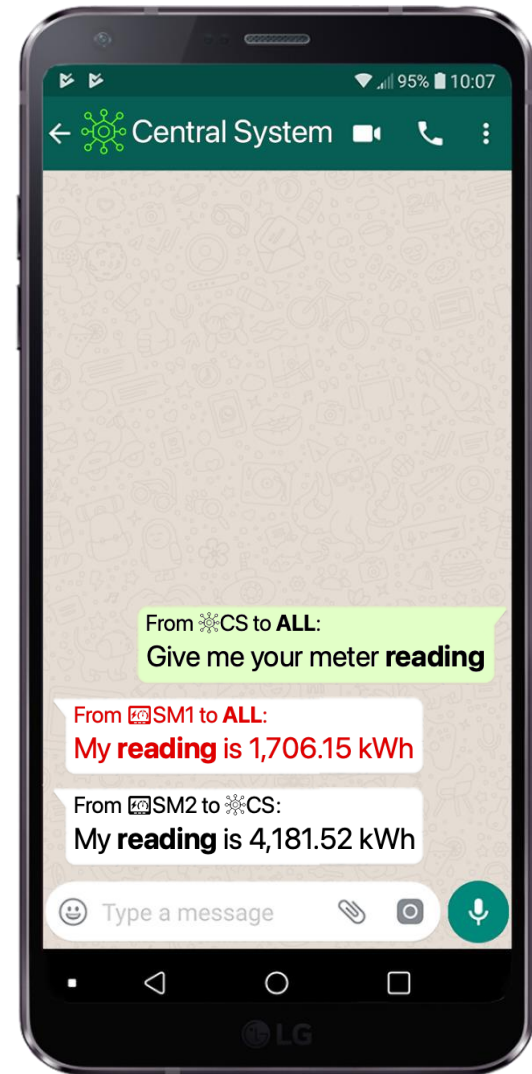 95% 10:07
Central System
From CS to ALL:
Give me your meter reading
From SM1 to ALL:
My reading is 1,706.15 kWh
From SM2 to CS:
My reading is 4,181.52 kWh
Type a message
LG